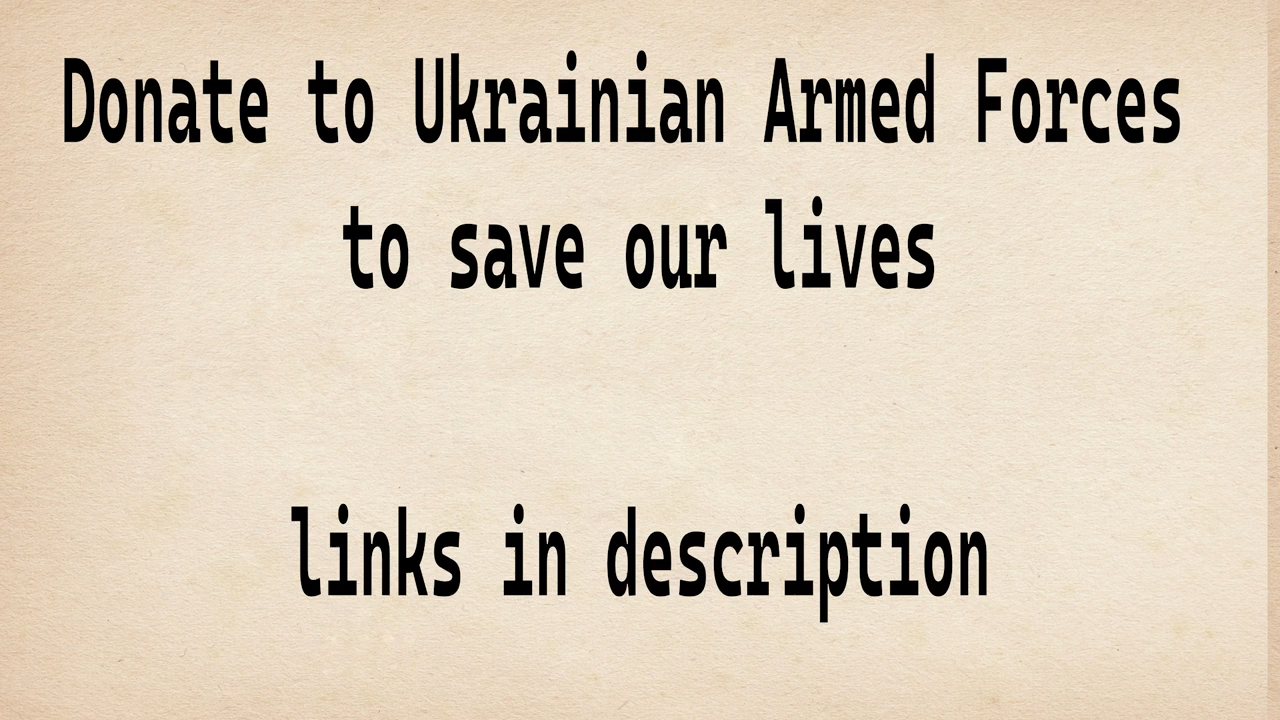 Donate to Ukrainian Armed Forces
to save our lives
links in description